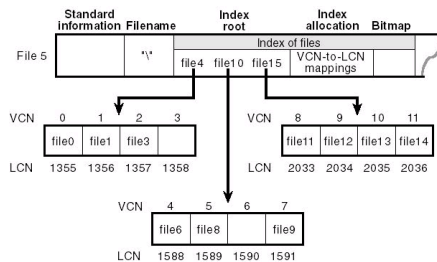 Standard information
Filename
Index root
Index allocation
Bitmap
File 5
"\"
Index of files
file4 file10 file15
VCN-to-LCN mappings
VCN 0 1 2 3
file0 file1 file3
LCN 1355 1356 1357 1358
VCN 8 9 10 11
file11 file12 file13 file14
LCN 2033 2034 2035 2036
VCN 4 5 6 7
file6 file8 file9
LCN 1588 1589 1590 1591